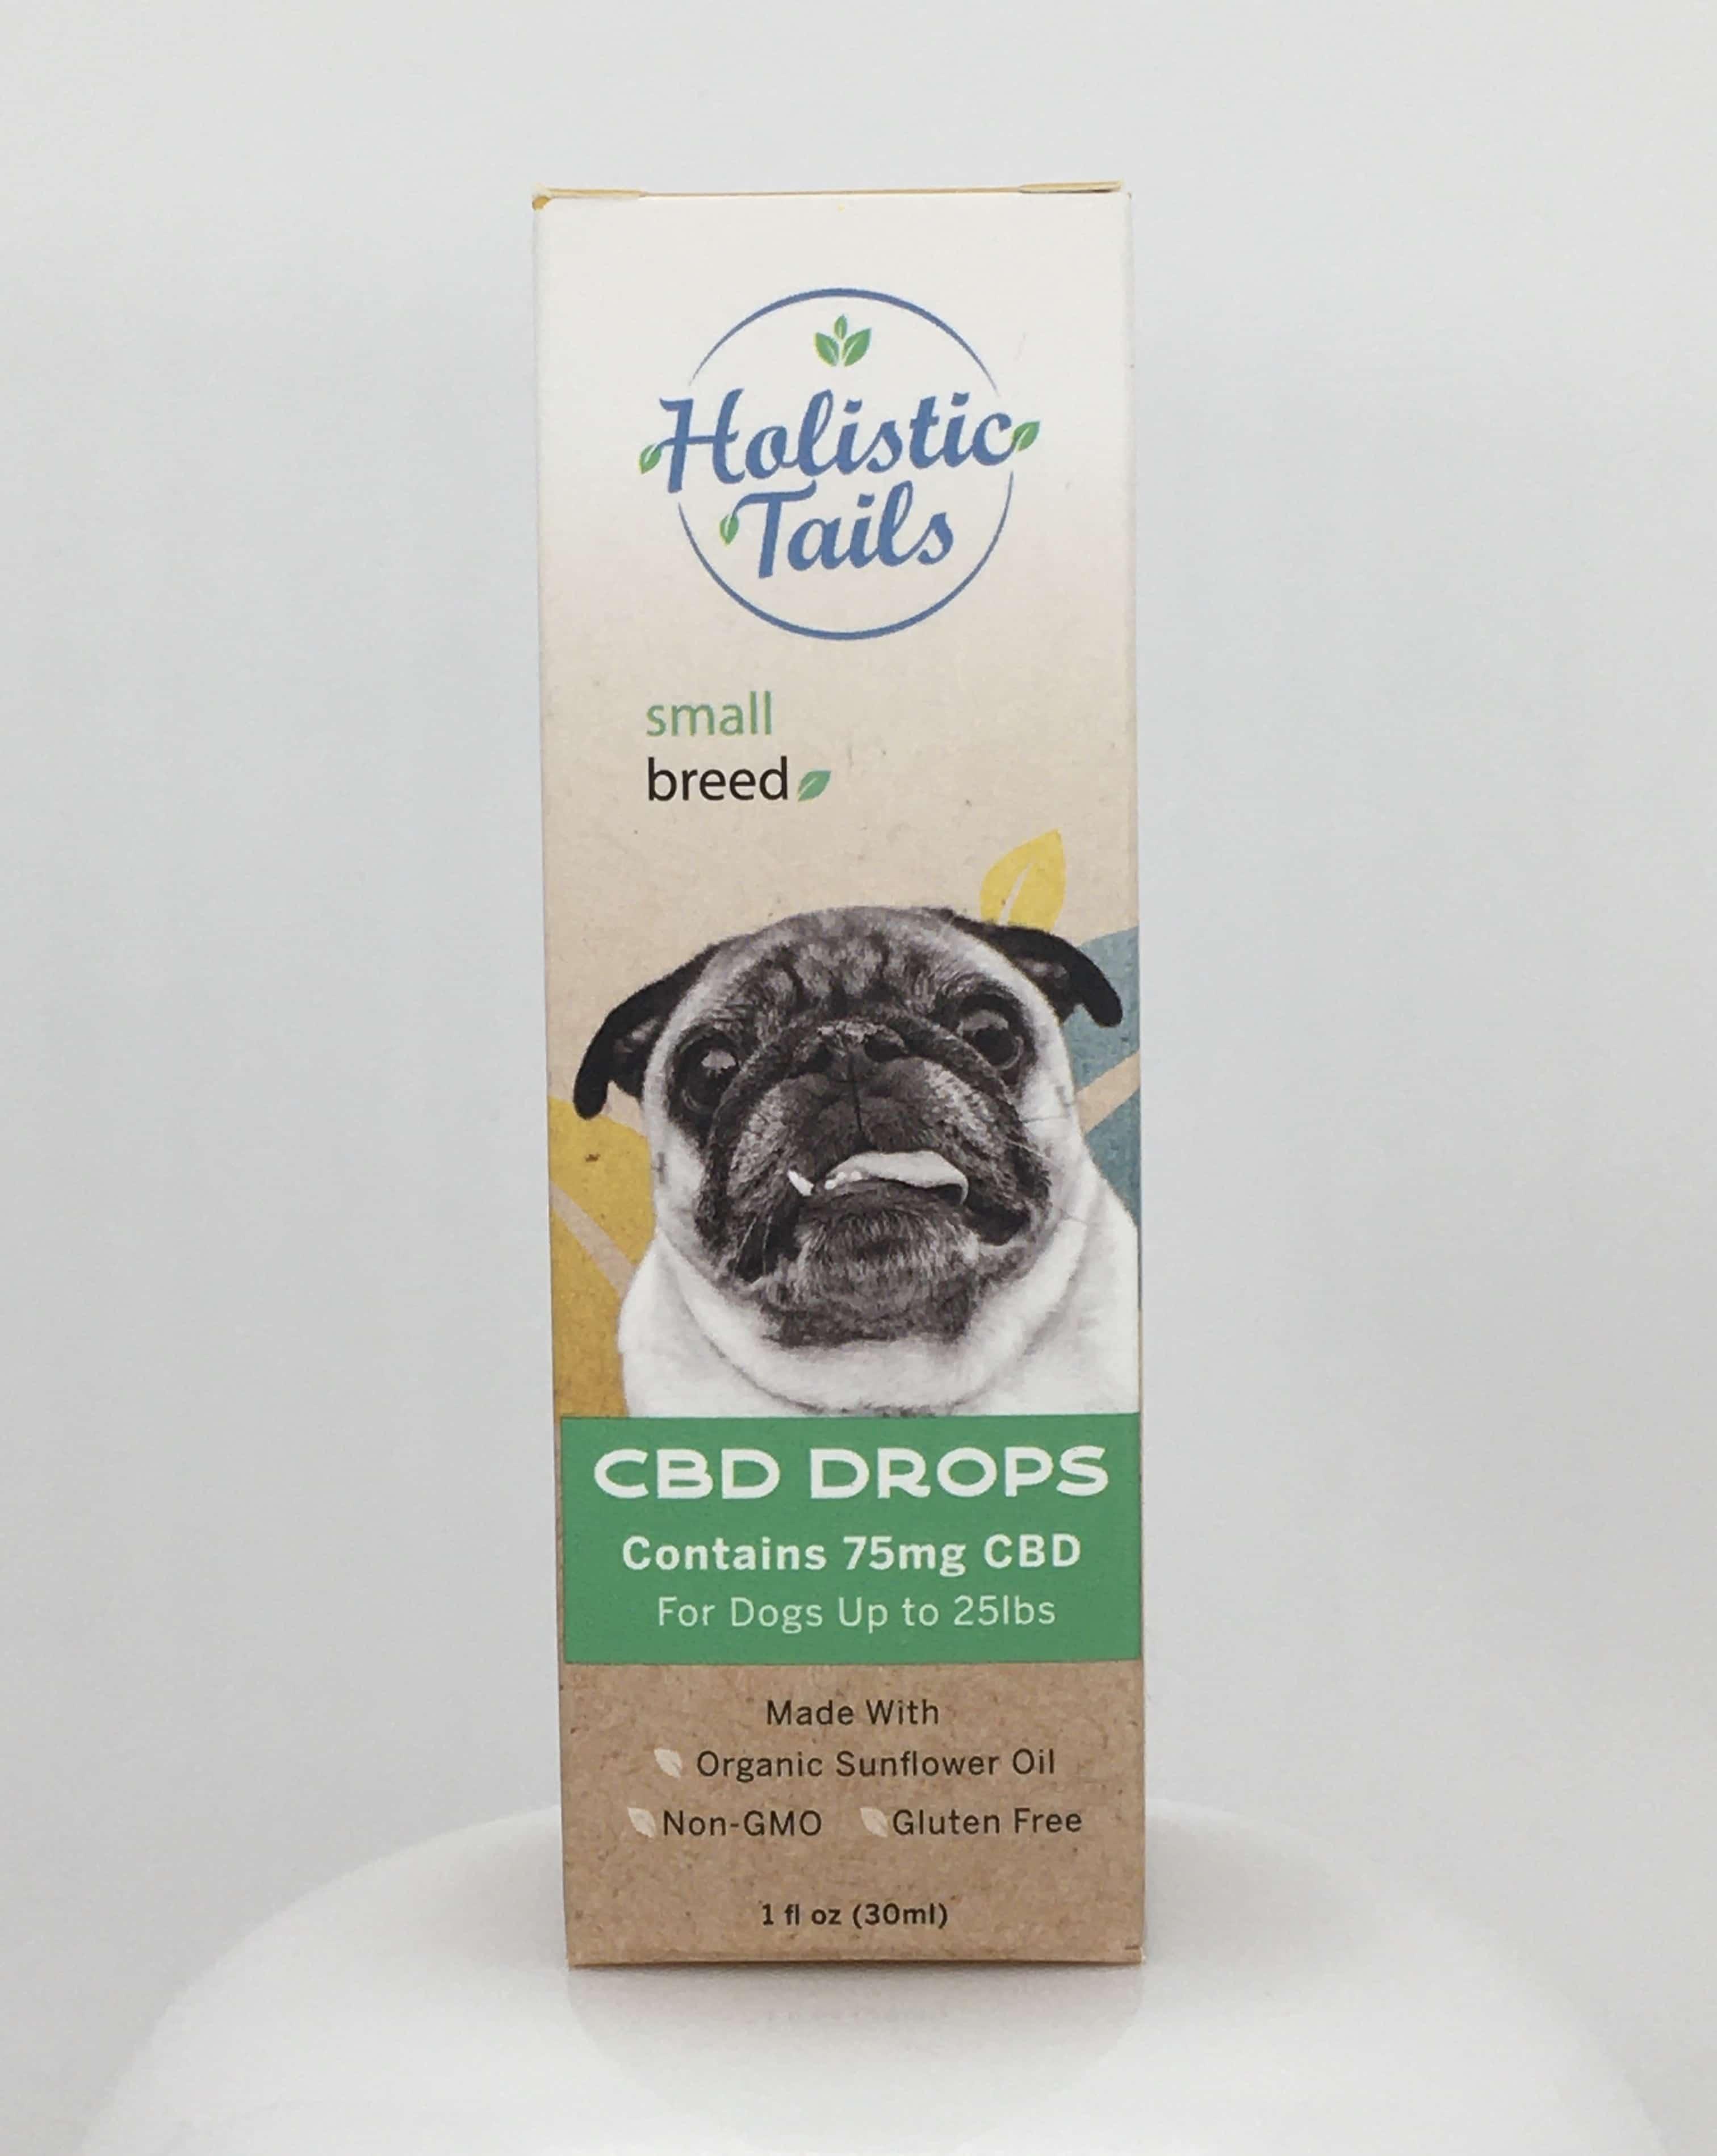 Holistic
Tails
small
breed
CBD DROPS
Contains 75mg CBD
For Dogs Up to 25lbs
Made With
Organic Sunflower Oil
Non-GMO Gluten Free
1 fl oz (30ml)